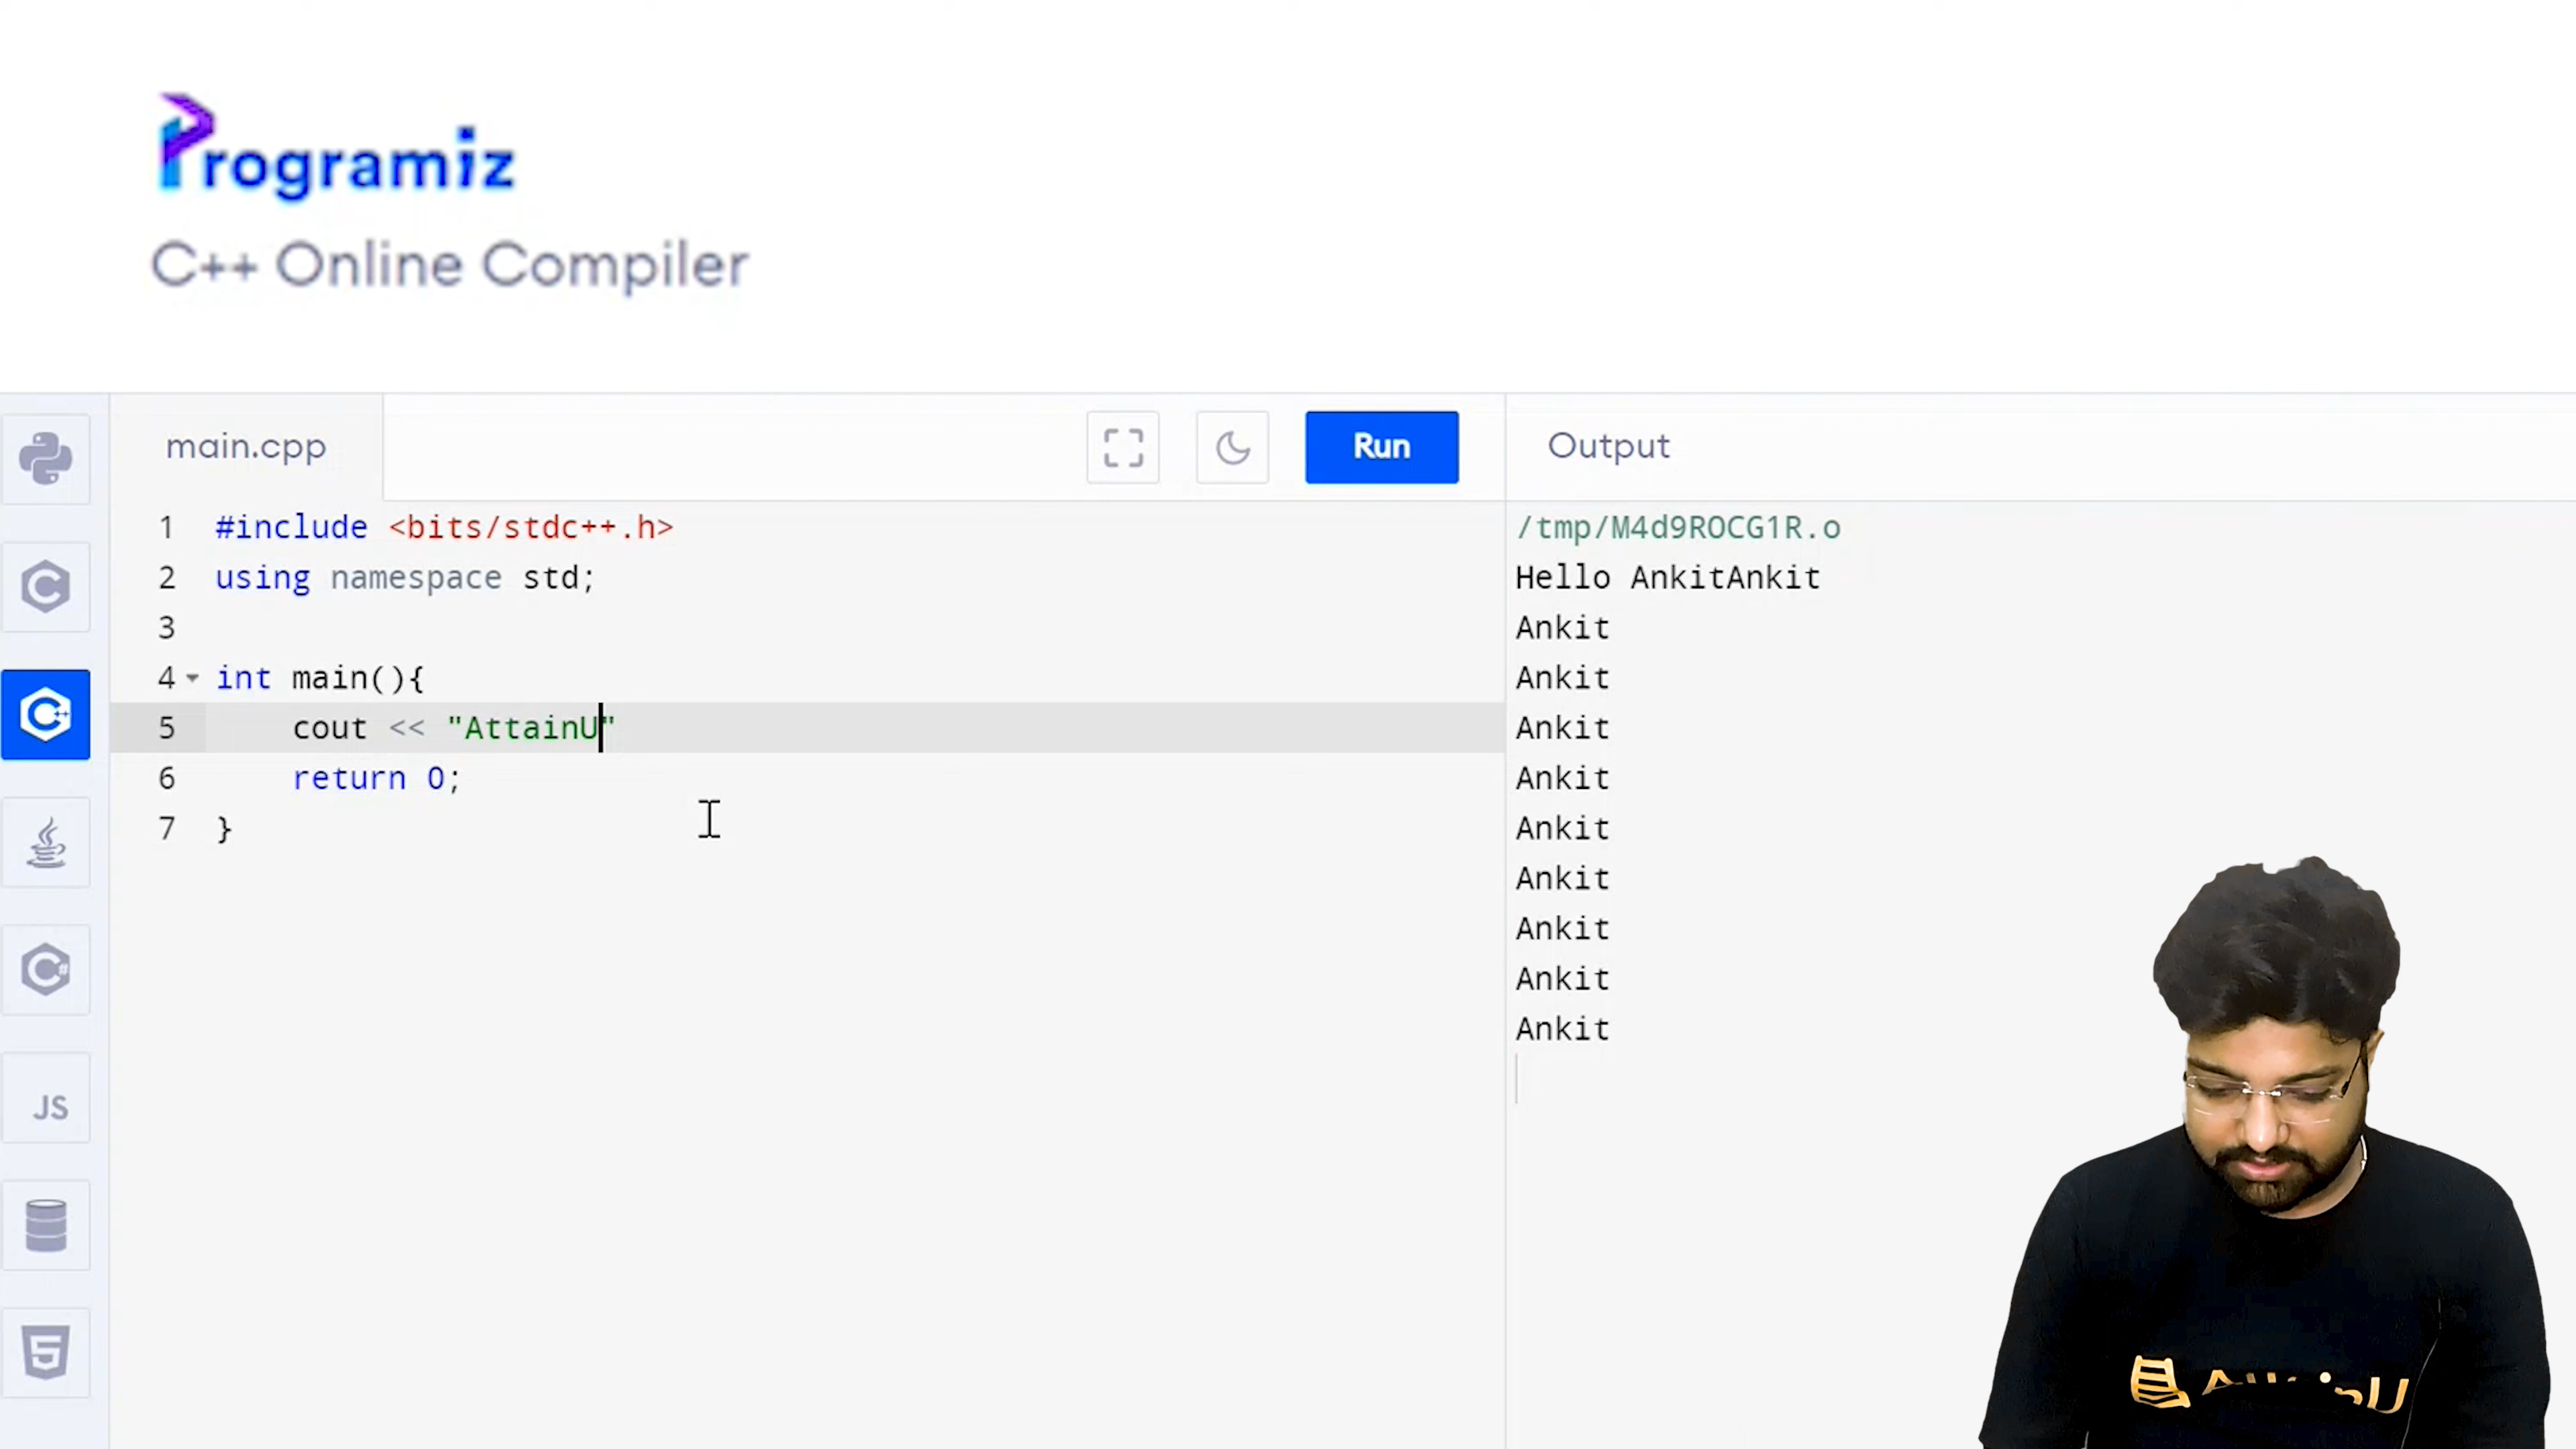 Programiz
C++ Online Compiler
main.cpp
Run
Output
1 #include <bits/stdc++.h>
2 using namespace std;
3
4 int main(){
5 cout << "AttainU"
6 return 0;
7 }
/tmp/M4d9ROCG1R.o
Hello AnkitAnkit
Ankit
Ankit
Ankit
Ankit
Ankit
Ankit
Ankit
Ankit
Ankit
C
C++
C#
JS
5
AttainU